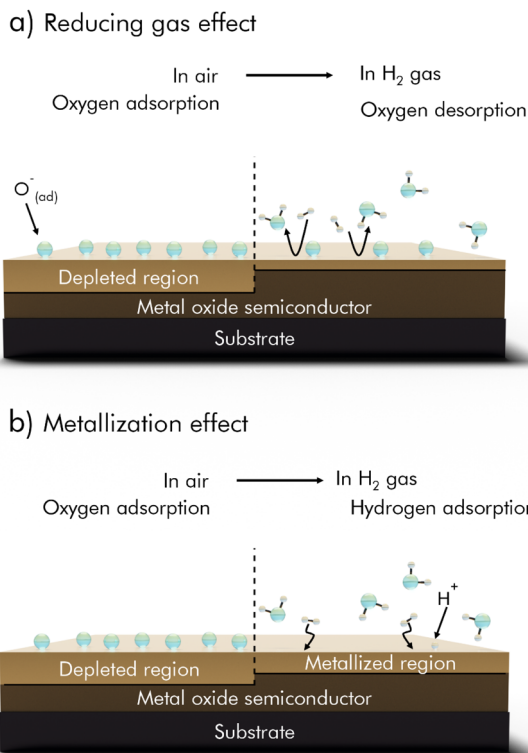 a) Reducing gas effect
In air
In H₂ gas
Oxygen adsorption
Oxygen desorption
O⁻(ad)
Depleted region
Metal oxide semiconductor
Substrate
b) Metallization effect
In air
In H₂ gas
Oxygen adsorption
Hydrogen adsorption
H⁺
Depleted region
Metallized region
Metal oxide semiconductor
Substrate